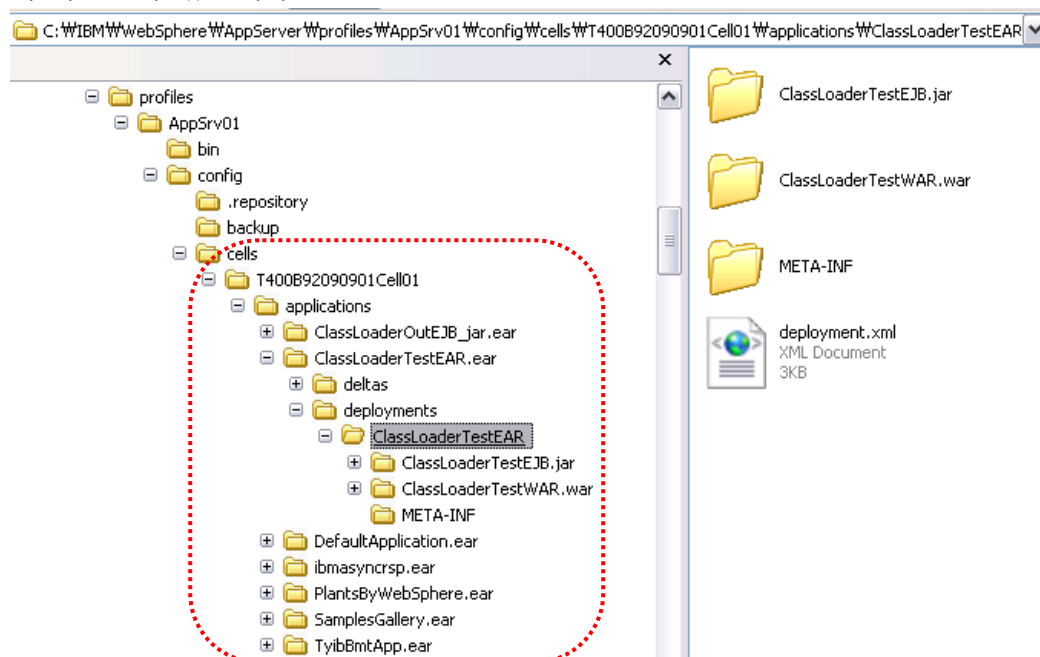 C:₩IBM₩WebSphere₩AppServer₩profiles₩AppSrv01₩config₩cells₩T400B92090901Cell01₩applications₩ClassLoaderTestEAR
profiles
AppSrv01
bin
config
.repository
backup
cells
T400B92090901Cell01
applications
ClassLoaderOutEJB_jar.ear
ClassLoaderTestEAR.ear
deltas
deployments
ClassLoaderTestEAR
ClassLoaderTestEJB.jar
ClassLoaderTestWAR.war
META-INF
DefaultApplication.ear
ibmasyncrsp.ear
PlantsByWebSphere.ear
SamplesGallery.ear
TyibBmtApp.ear
ClassLoaderTestEJB.jar
ClassLoaderTestWAR.war
META-INF
deployment.xml
XML Document
3KB